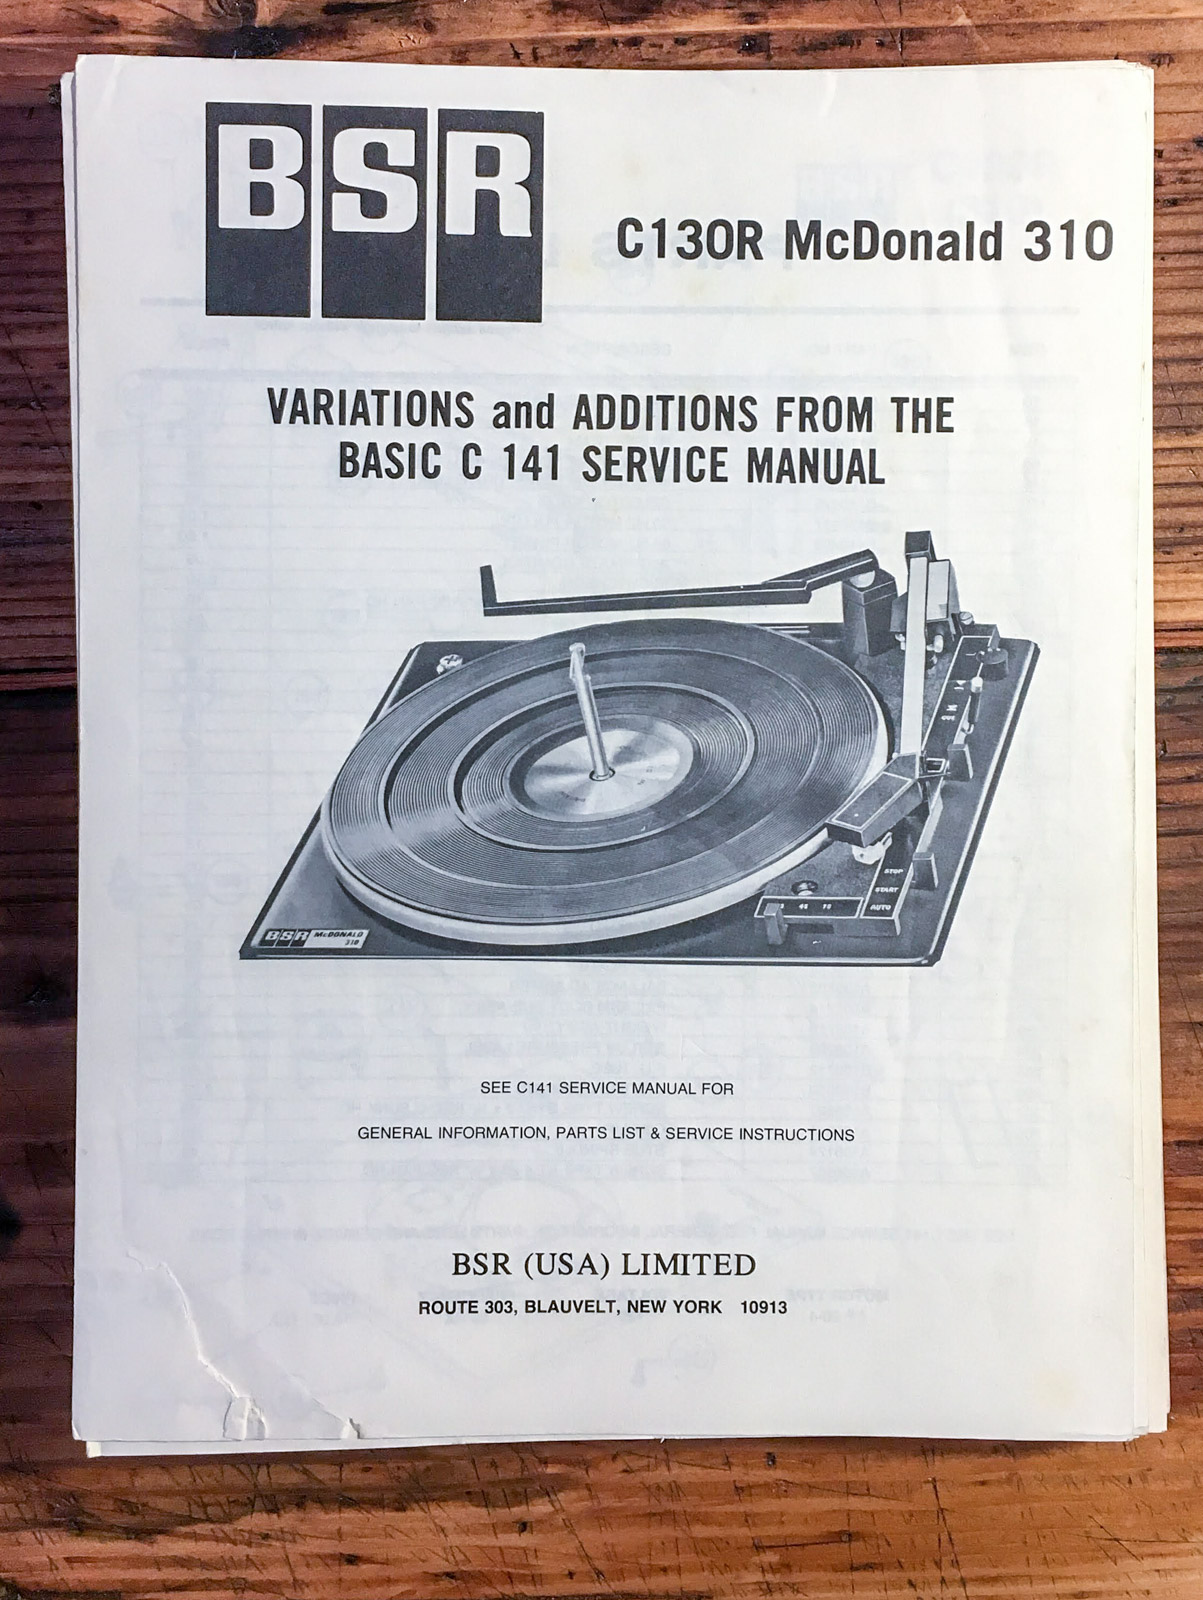 BSR
C130R McDonald 310
VARIATIONS and ADDITIONS FROM THE
BASIC C 141 SERVICE MANUAL
STOP
START
AUTO
45
BSR McDONALD
310
SEE C141 SERVICE MANUAL FOR
GENERAL INFORMATION, PARTS LIST & SERVICE INSTRUCTIONS
BSR (USA) LIMITED
ROUTE 303, BLAUVELT, NEW YORK 10913